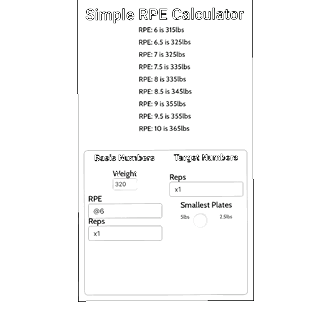 Simple RPE Calculator
RPE: 6 is 315lbs
RPE: 6.5 is 325lbs
RPE: 7 is 325lbs
RPE: 7.5 is 335lbs
RPE: 8 is 335lbs
RPE: 8.5 is 345lbs
RPE: 9 is 355lbs
RPE: 9.5 is 355lbs
RPE: 10 is 365lbs
Basis Numbers
Target Numbers
Weight
320
RPE
@6
Reps
x1
Reps
x1
Smallest Plates
5lbs
2.5lbs